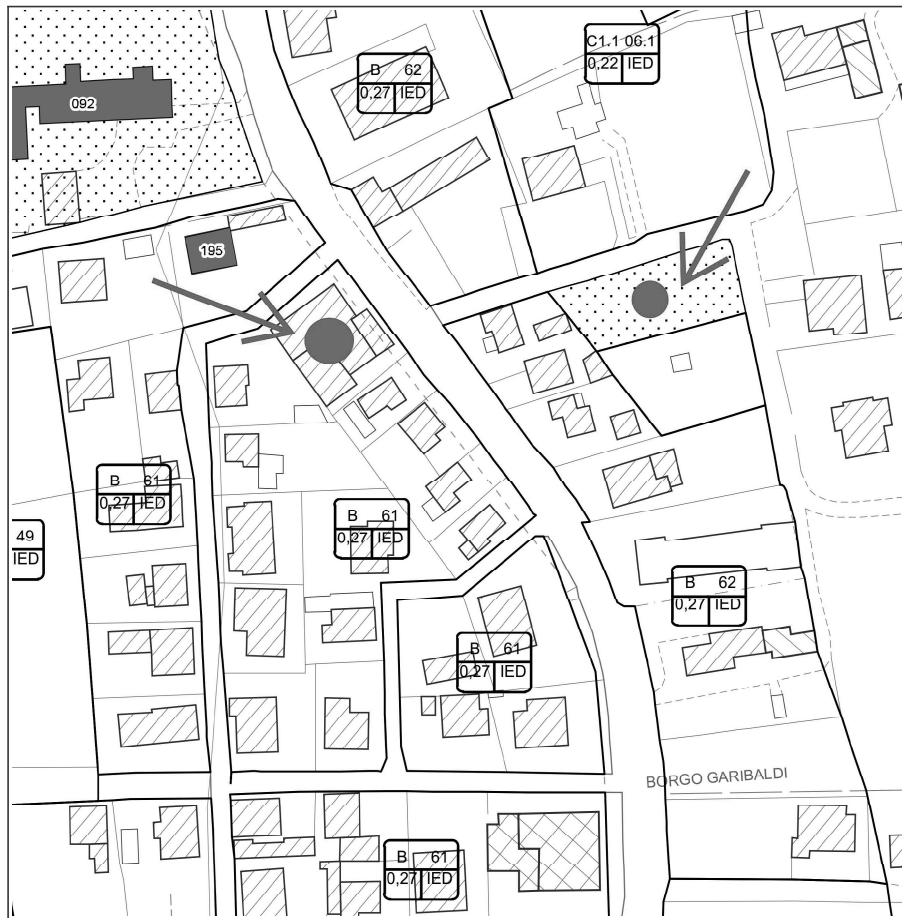 B 62
0,27 IED
C1.1 06.1
0,22 IED
092
195
B 61
0,27 IED
49
IED
B 61
0,27 IED
B 62
0,27 IED
B 61
0,27 IED
BORGO GARIBALDI
B 61
0,27 IED